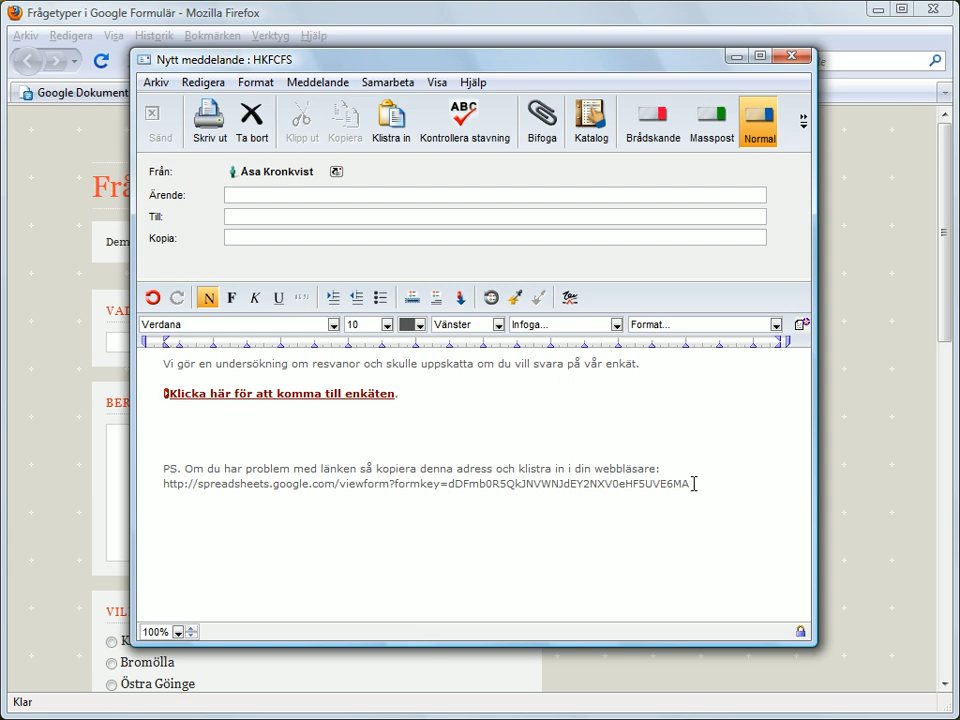 Frågetyper i Google Formulär - Mozilla Firefox
Arkiv Redigera Visa Historik Bokmärken Verktyg Hjälp
Google Dokument
Nytt meddelande : HKFCFS
Arkiv Redigera Format Meddelande Samarbeta Visa Hjälp
ABC
Sänd Skriv ut Ta bort Klipp ut Kopiera Klistra in Kontrollera stavning Bifoga Katalog Brådskande Masspost Normal
Från: Åsa Kronkvist
Ärende:
Till:
Kopia:
N F K U
Verdana 10 Vänster Infoga... Format...
Vi gör en undersökning om resvanor och skulle uppskatta om du vill svara på vår enkät.
Klicka här för att komma till enkäten.
PS. Om du har problem med länken så kopiera denna adress och klistra in i din webbläsare:
http://spreadsheets.google.com/viewform?formkey=dDFmb0R5QkJNVWNJdEY2NXV0eHF5UVE6MA
100%
Frå
Dem
VAD
BER
VIL
K
Bromölla
Östra Göinge
Klar